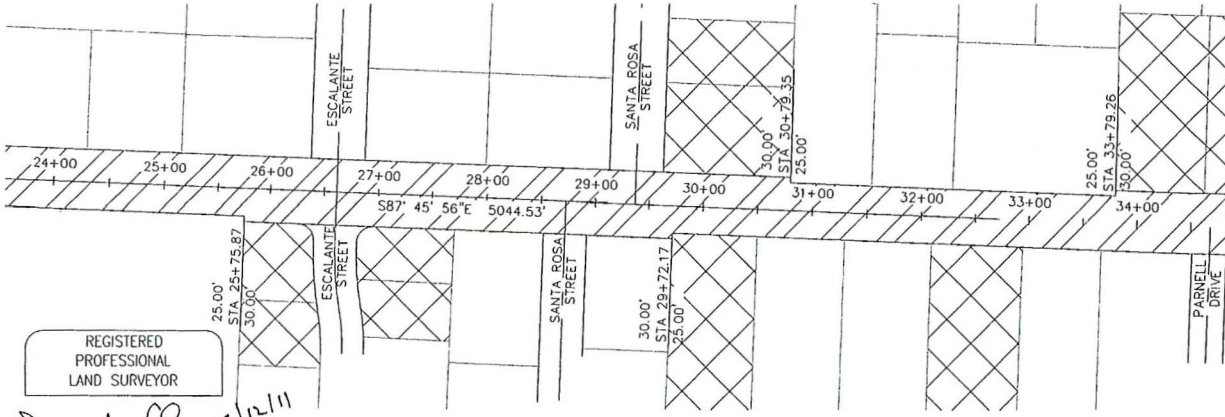 ESCALANTE
STREET
SANTA ROSA
STREET
30.00'
STA 30+79.35
25.00'
25.00'
STA 33+79.26
30.00'
24+00
25+00
26+00
27+00
28+00
29+00
30+00
31+00
32+00
33+00
34+00
S87° 45' 56"E 5044.53'
25.00'
STA 25+75.87
30.00'
ESCALANTE
STREET
SANTA ROSA
STREET
30.00'
STA 29+72.17
25.00'
PARNELL
DRIVE
REGISTERED
PROFESSIONAL
LAND SURVEYOR
/12/11